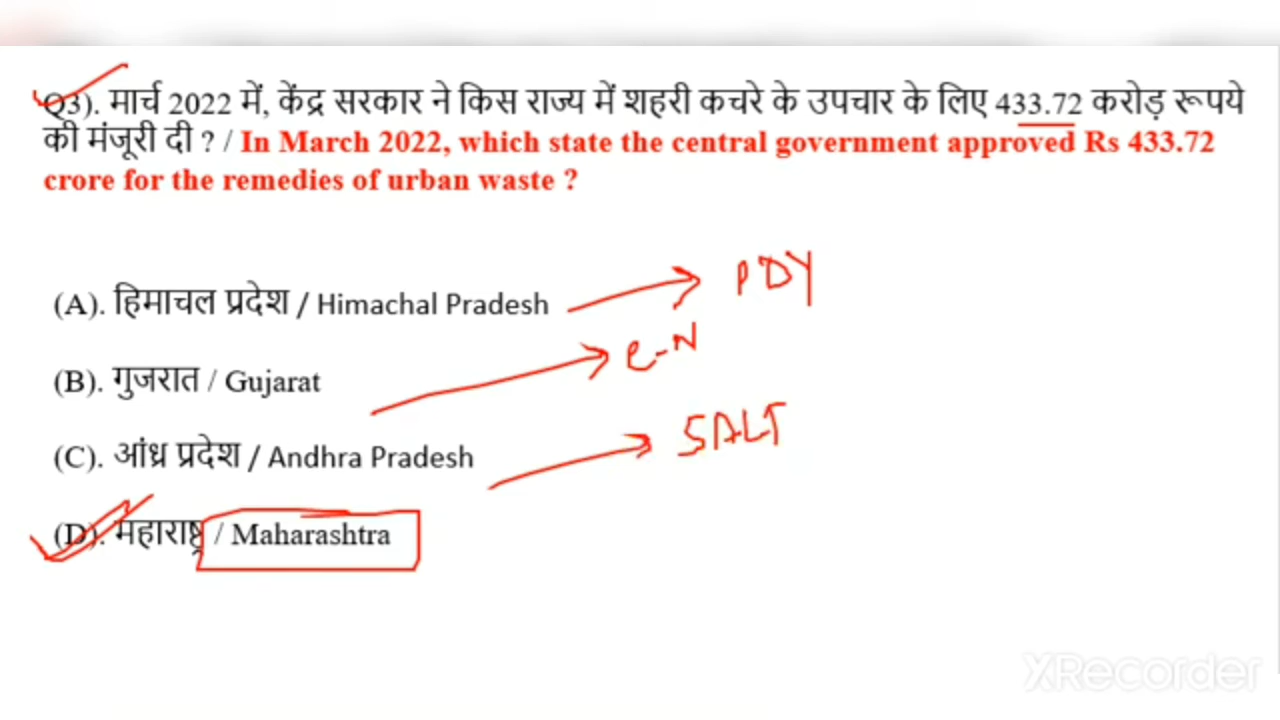 Q3). मार्च 2022 में, केंद्र सरकार ने किस राज्य में शहरी कचरे के उपचार के लिए 433.72 करोड़ रूपये
की मंजूरी दी ? / In March 2022, which state the central government approved Rs 433.72
crore for the remedies of urban waste ?
(A). हिमाचल प्रदेश / Himachal Pradesh
PDY
(B). गुजरात / Gujarat
e-N
(C). आंध्र प्रदेश / Andhra Pradesh
SALT
(D). महाराष्ट्र / Maharashtra
XRecorder